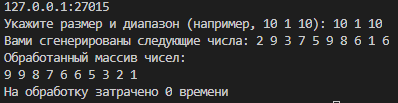 127.0.0.1:27015
Укажите размер и диапазон (например, 10 1 10): 10 1 10
Вами сгенерированы следующие числа: 2 9 3 7 5 9 8 6 1 6
Обработанный массив чисел:
9 9 8 7 6 6 5 3 2 1
На обработку затрачено 0 времени